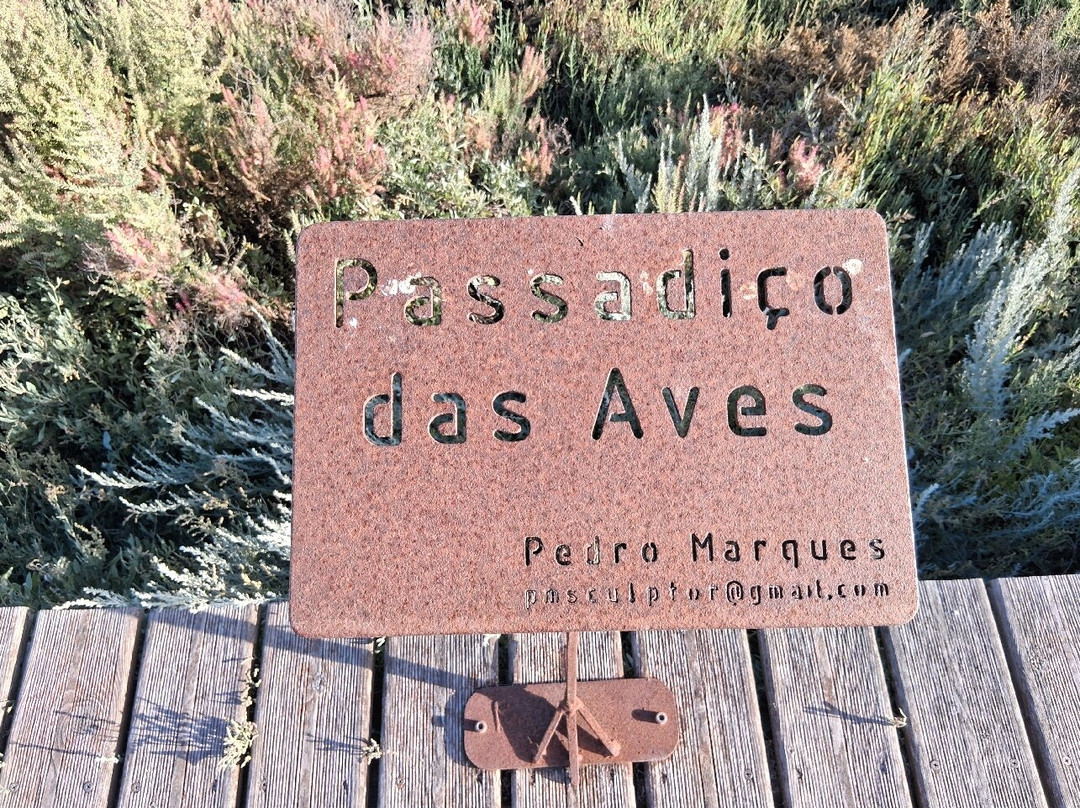 Passadiço
das Aves
Pedro Marques
pmsculptor@gmail.com